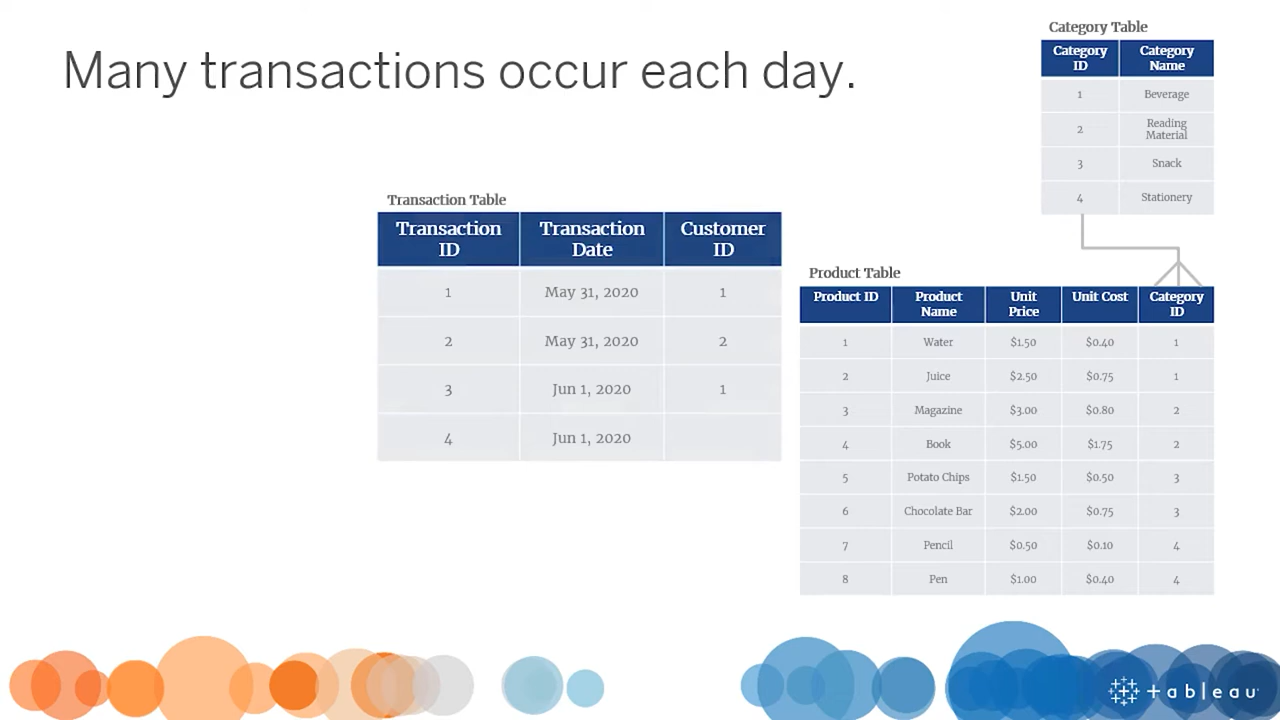 Many transactions occur each day.
Category Table
Category ID Category Name
1 Beverage
2 Reading Material
3 Snack
4 Stationery
Transaction Table
Transaction ID Transaction Date Customer ID
1 May 31, 2020 1
2 May 31, 2020 2
3 Jun 1, 2020 1
4 Jun 1, 2020
Product Table
Product ID Product Name Unit Price Unit Cost Category ID
1 Water $1.50 $0.40 1
2 Juice $2.50 $0.75 1
3 Magazine $3.00 $0.80 2
4 Book $5.00 $1.75 2
5 Potato Chips $1.50 $0.50 3
6 Chocolate Bar $2.00 $0.75 3
7 Pencil $0.50 $0.10 4
8 Pen $1.00 $0.40 4
tableau